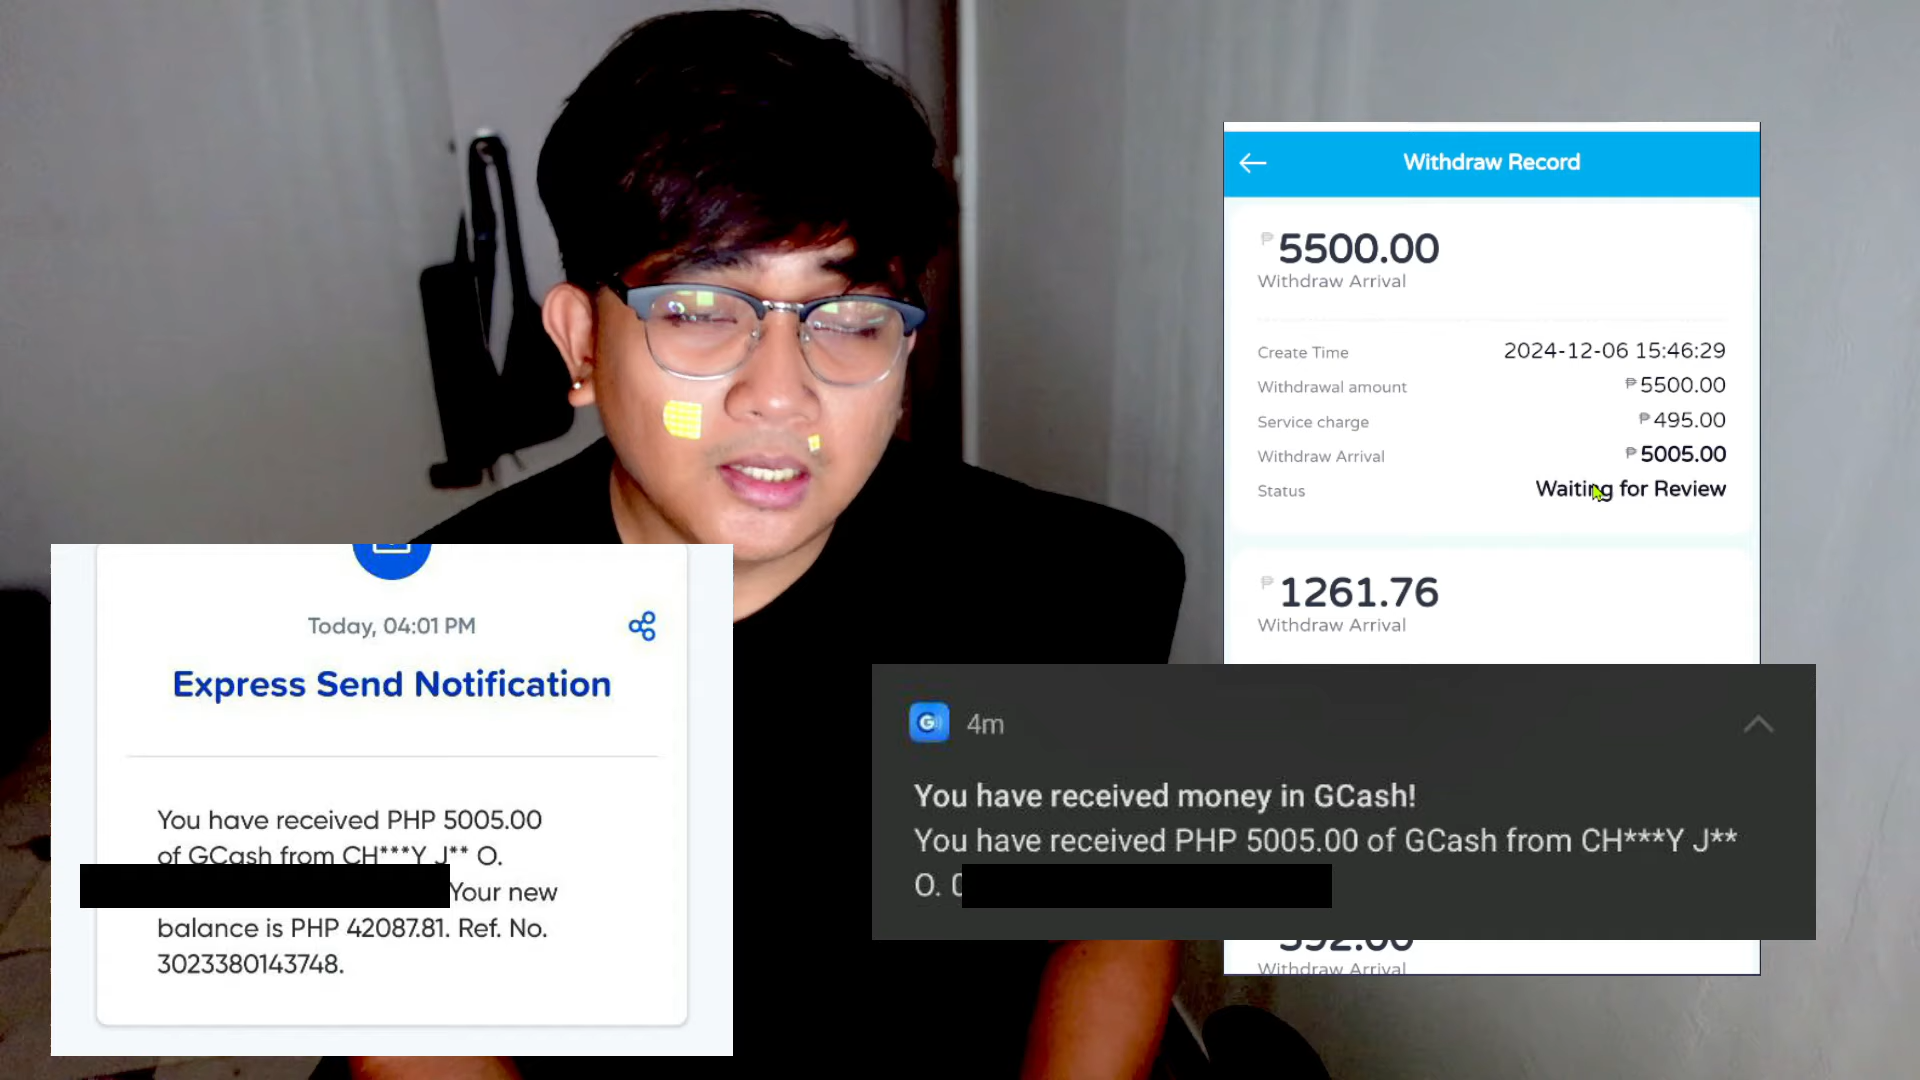 Withdraw Record
₱5500.00
Withdraw Arrival
Create Time 2024-12-06 15:46:29
Withdrawal amount ₱5500.00
Service charge ₱495.00
Withdraw Arrival ₱5005.00
Status Waiting for Review
₱1261.76
Withdraw Arrival
Today, 04:01 PM
Express Send Notification
You have received PHP 5005.00
of GCash from CH***Y J** O.
Your new
balance is PHP 42087.81. Ref. No.
3023380143748.
G
4m
You have received money in GCash!
You have received PHP 5005.00 of GCash from CH***Y J**
O.
Withdraw Arrival